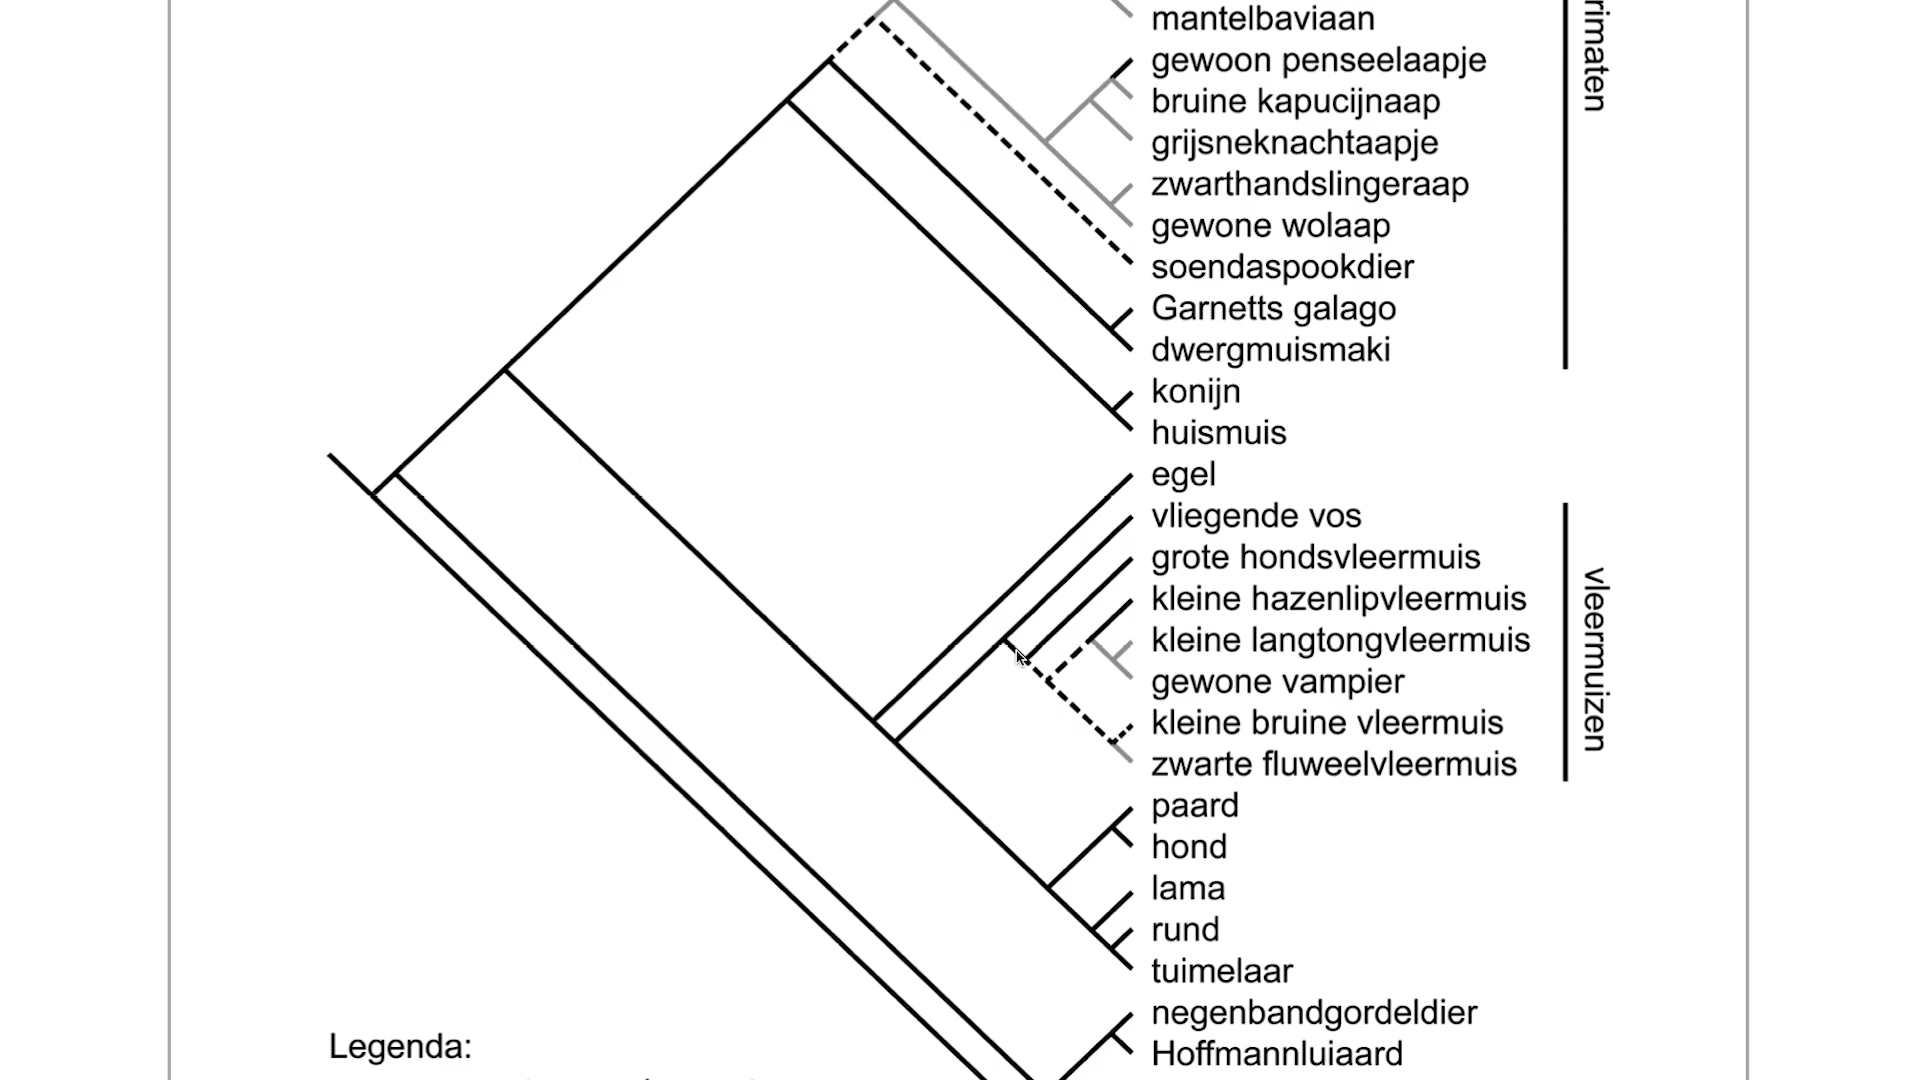 mantelbaviaan
gewoon penseelaapje
bruine kapucijnaap
grijsneknachtaapje
zwarthandslingeraap
gewone wolaap
soendaspookdier
Garnetts galago
dwergmuismaki
konijn
huismuis
egel
vliegende vos
grote hondsvleermuis
kleine hazenlipvleermuis
kleine langtongvleermuis
gewone vampier
kleine bruine vleermuis
zwarte fluweelvleermuis
paard
hond
lama
rund
tuimelaar
negenbandgordeldier
Hoffmannluiaard
rimaten
vleermuizen
Legenda: